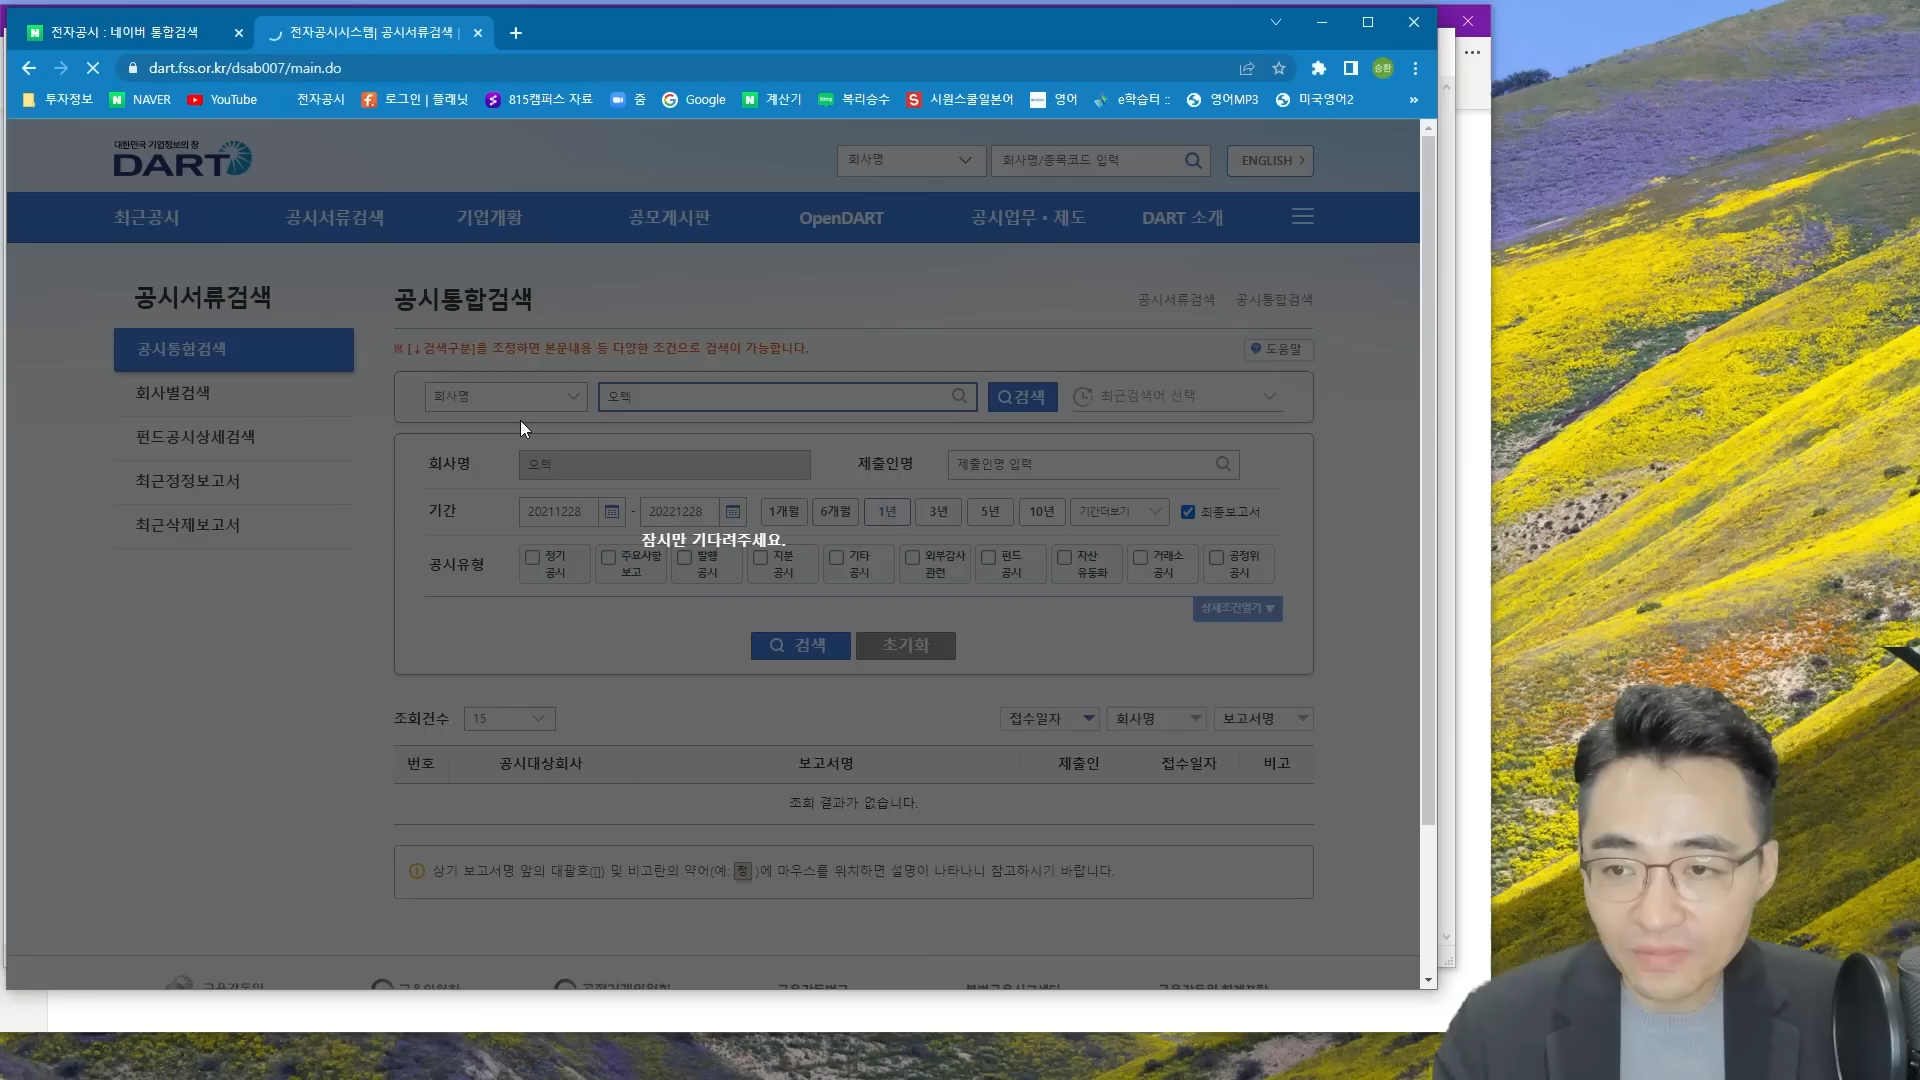 전자공시 : 네이버 통합검색
전자공시시스템| 공시서류검색 |
dart.fss.or.kr/dsab007/main.do
승환
투자정보
NAVER
YouTube
전자공시
로그인 | 플래닛
815캠퍼스 자료
줌
Google
계산기
복리승수
시원스쿨일본어
영어
e학습터 ::
영어MP3
미국영어2
»
대한민국 기업정보의 창
DART
회사명
회사명/종목코드 입력
ENGLISH
최근공시
공시서류검색
기업개황
공모게시판
OpenDART
공시업무・제도
DART 소개
공시서류검색
공시통합검색
회사별검색
펀드공시상세검색
최근정정보고서
최근삭제보고서
공시통합검색
공시서류검색
공시통합검색
※ [↓검색구분]을 조정하면 본문내용 등 다양한 조건으로 검색이 가능합니다.
도움말
회사명
오텍
검색
최근검색어 선택
회사명
오텍
제출인명
제출인명 입력
기간
20211228
-
20221228
1개월
6개월
1년
3년
5년
10년
기간더보기
최종보고서
잠시만 기다려주세요.
공시유형
정기
공시
주요사항
보고
발행
공시
지분
공시
기타
공시
외부감사
관련
펀드
공시
자산
유동화
거래소
공시
공정위
공시
상세조건열기 ▼
검색
초기화
조회건수
15
접수일자
회사명
보고서명
번호
공시대상회사
보고서명
제출인
접수일자
비고
조회 결과가 없습니다.
상기 보고서명 앞의 대괄호([]) 및 비고란의 약어(예: 정 )에 마우스를 위치하면 설명이 나타나니 참고하시기 바랍니다.